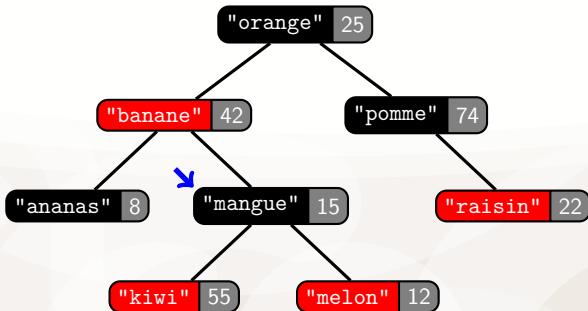 "orange" 25
"banane" 42
"pomme" 74
"ananas" 8
"mangue" 15
"raisin" 22
"kiwi" 55
"melon" 12